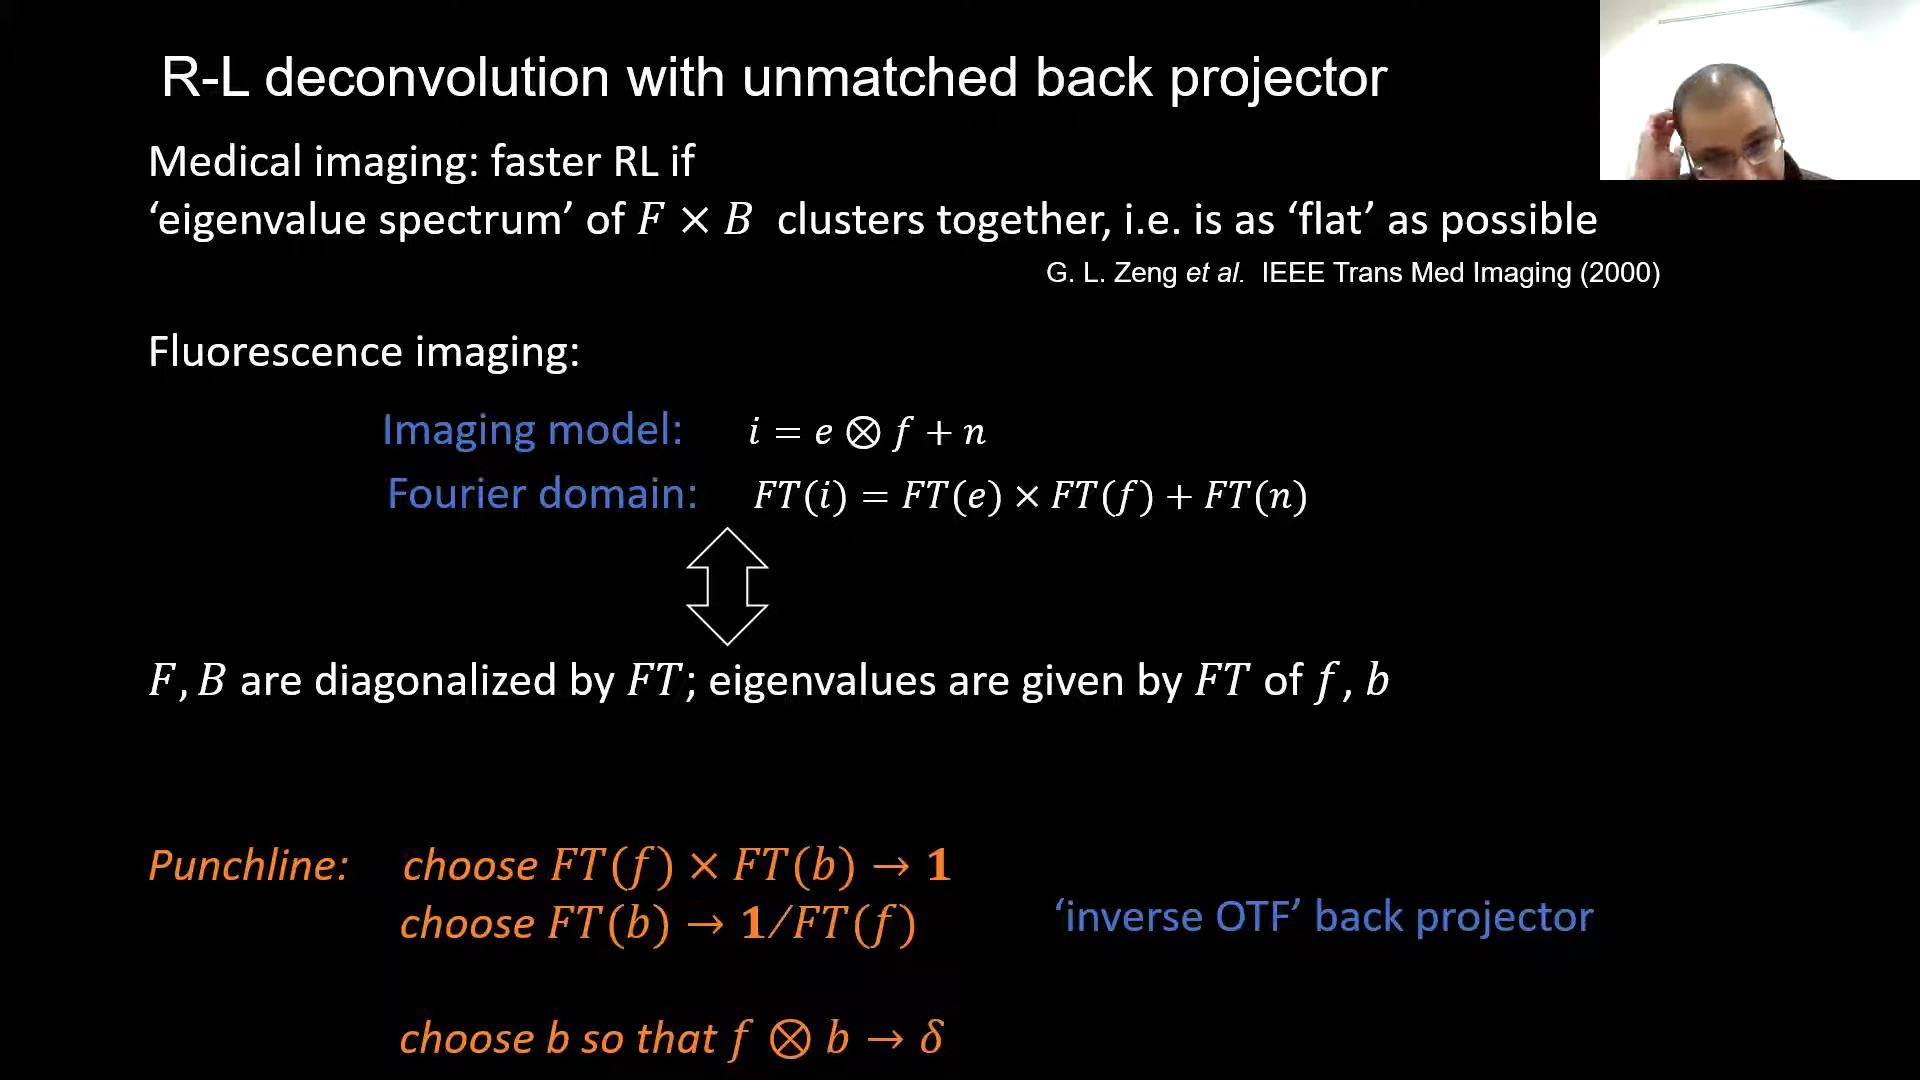 R-L deconvolution with unmatched back projector
Medical imaging: faster RL if
‘eigenvalue spectrum’ of F × B clusters together, i.e. is as ‘flat’ as possible
G. L. Zeng et al. IEEE Trans Med Imaging (2000)
Fluorescence imaging:
Imaging model: i = e ⊗ f + n
Fourier domain: FT(i) = FT(e) × FT(f) + FT(n)
F, B are diagonalized by FT; eigenvalues are given by FT of f, b
Punchline: choose FT(f) × FT(b) → 1
choose FT(b) → 1/FT(f)
‘inverse OTF’ back projector
choose b so that f ⊗ b → δ